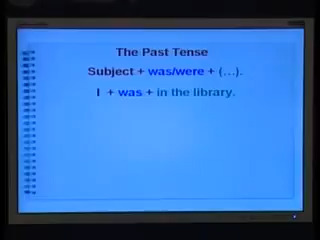 The Past Tense
Subject + was/were + (...).
I + was + in the library.